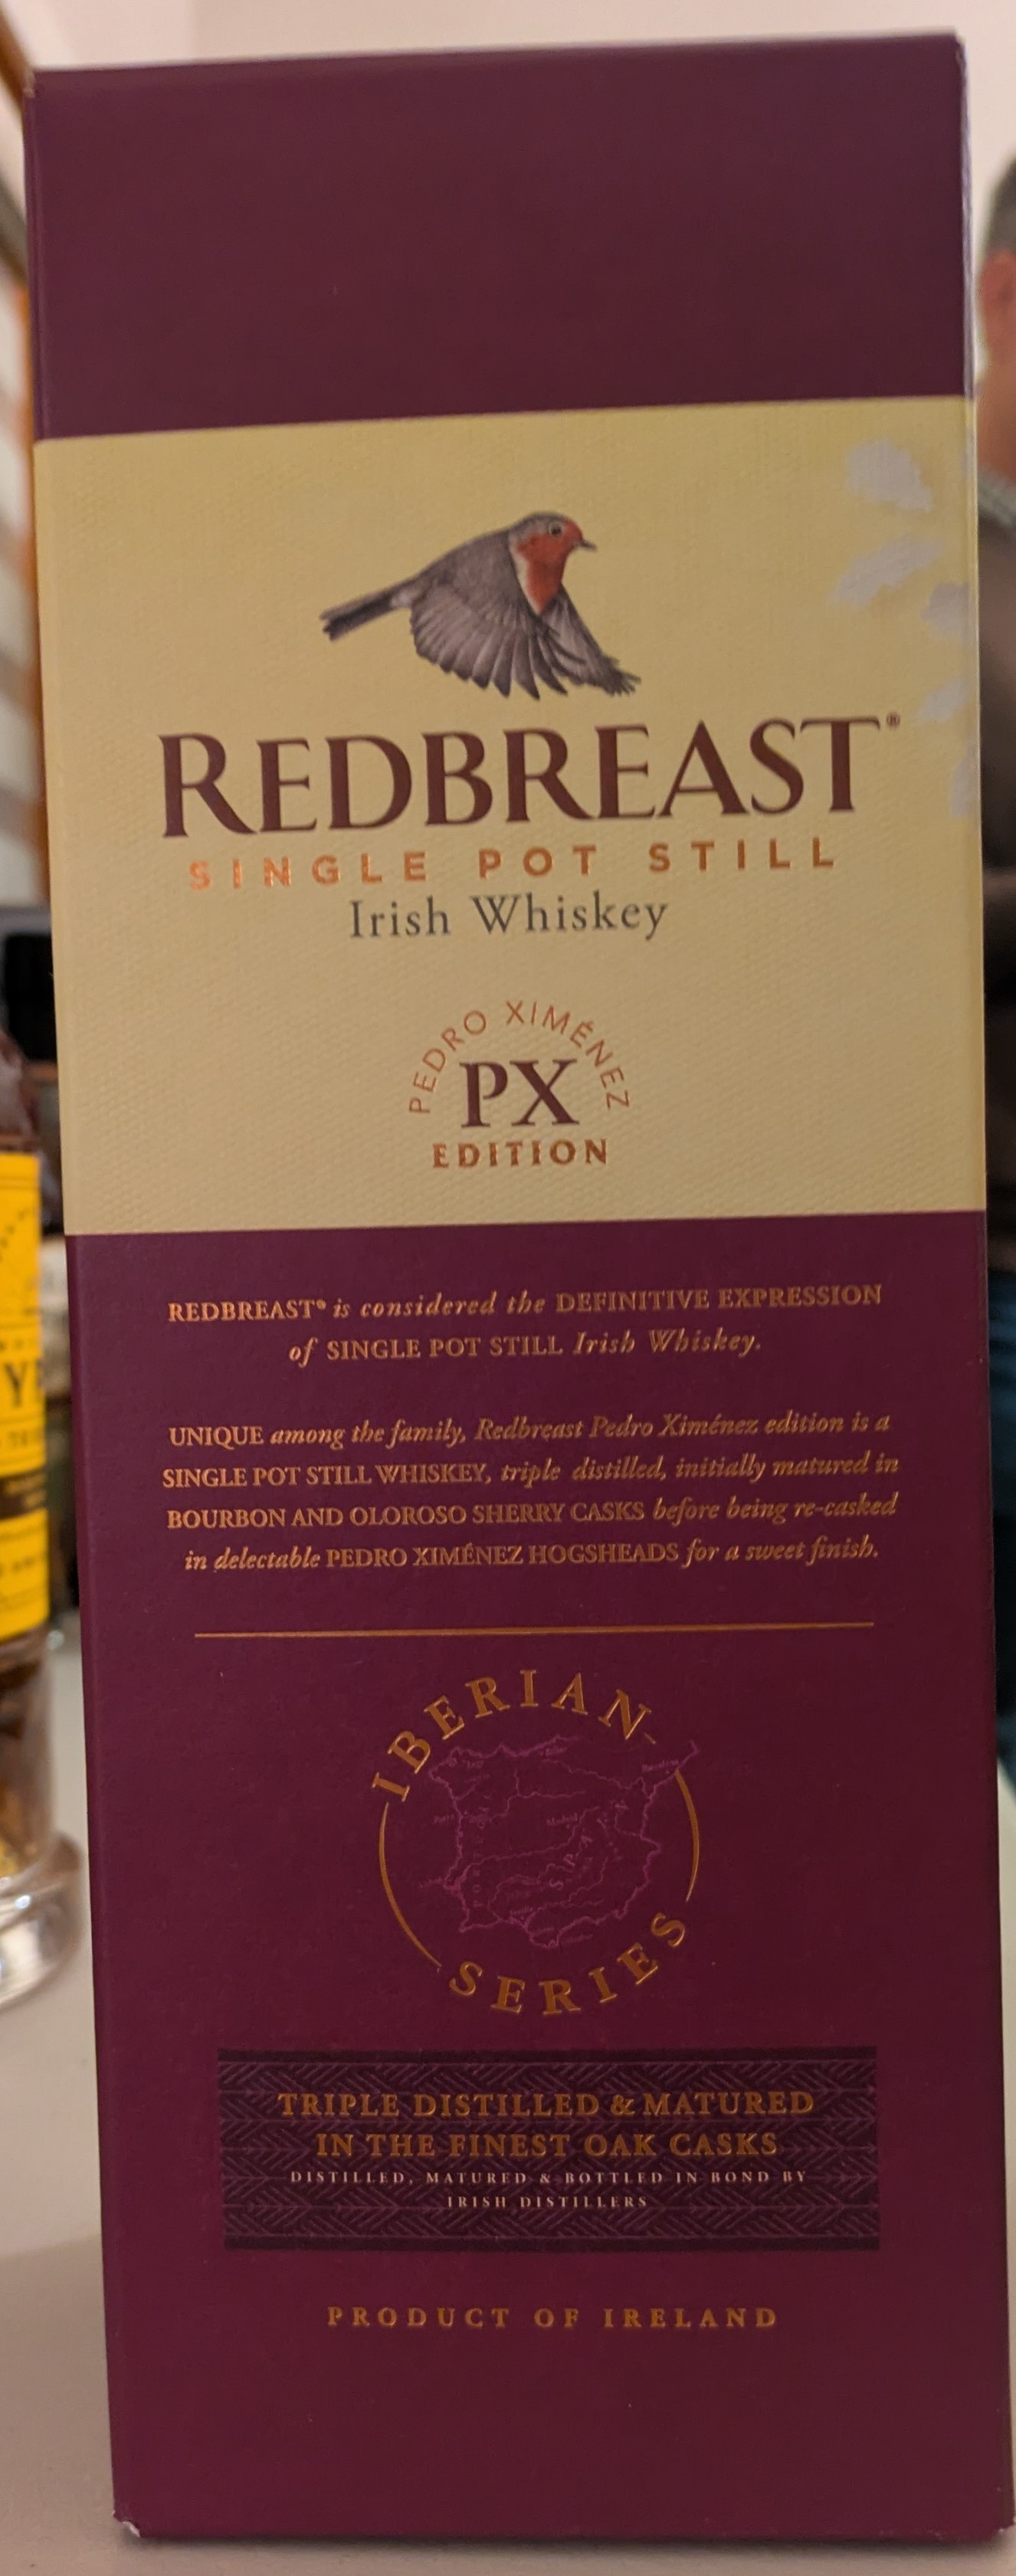 REDBREAST®
SINGLE POT STILL
Irish Whiskey
PEDRO XIMÉNEZ
PX
EDITION
REDBREAST® is considered the DEFINITIVE EXPRESSION
of SINGLE POT STILL Irish Whiskey.
UNIQUE among the family, Redbreast Pedro Ximénez edition is a
SINGLE POT STILL WHISKEY, triple distilled, initially matured in
BOURBON AND OLOROSO SHERRY CASKS before being re-casked
in delectable PEDRO XIMÉNEZ HOGSHEADS for a sweet finish.
IBERIAN
SERIES
TRIPLE DISTILLED & MATURED
IN THE FINEST OAK CASKS
DISTILLED, MATURED & BOTTLED IN BOND BY
IRISH DISTILLERS
PRODUCT OF IRELAND